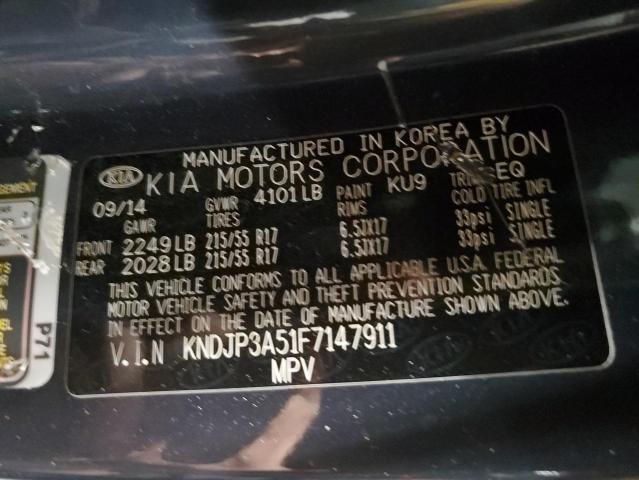 MANUFACTURED IN KOREA BY
KIA KIA MOTORS CORPORATION
09/14 GVWR 4101LB PAINT KU9 TRIM EQ
GAWR TIRES RIMS COLD TIRE INFL
FRONT 2249LB 215/55 R17 6.5JX17 33psi SINGLE
REAR 2028LB 215/55 R17 6.5JX17 33psi SINGLE
THIS VEHICLE CONFORMS TO ALL APPLICABLE U.S.A. FEDERAL
MOTOR VEHICLE SAFETY AND THEFT PREVENTION STANDARDS
IN EFFECT ON THE DATE OF MANUFACTURE SHOWN ABOVE.
V.I.N KNDJP3A51F7147911
MPV
P71